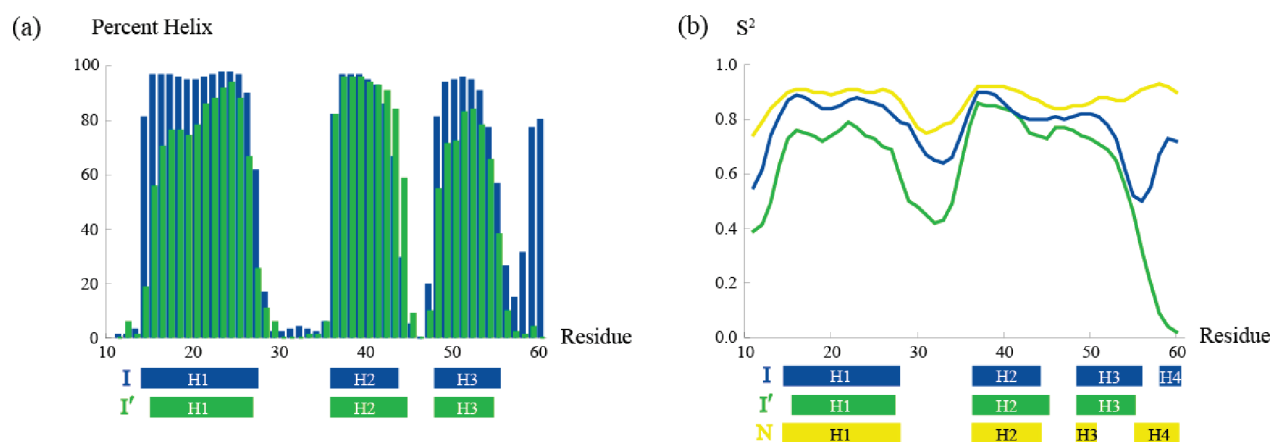 (a) Percent Helix
100
80
60
40
20
0
10 20 30 40 50 60 Residue
I H1 H2 H3
I′ H1 H2 H3
(b) S²
1.0
0.8
0.6
0.4
0.2
0.0
10 20 30 40 50 60 Residue
I H1 H2 H3 H4
I′ H1 H2 H3
N H1 H2 H3 H4